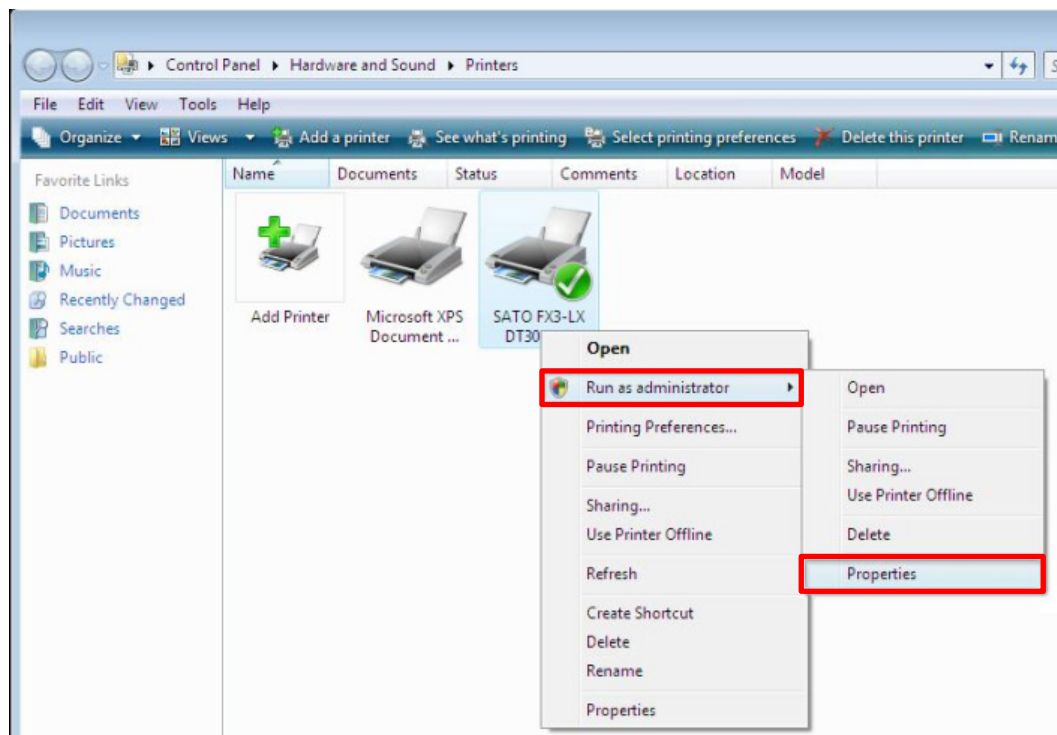 Control Panel Hardware and Sound Printers
File Edit View Tools Help
Organize Views Add a printer See what's printing Select printing preferences Delete this printer
Favorite Links
Documents
Pictures
Music
Recently Changed
Searches
Public
Name Documents Status Comments Location Model
Add Printer
Microsoft XPS
Document ...
SATO FX3-LX
DT30
Open
Run as administrator
Printing Preferences...
Pause Printing
Sharing...
Use Printer Offline
Refresh
Create Shortcut
Delete
Rename
Properties
Open
Pause Printing
Sharing...
Use Printer Offline
Delete
Properties